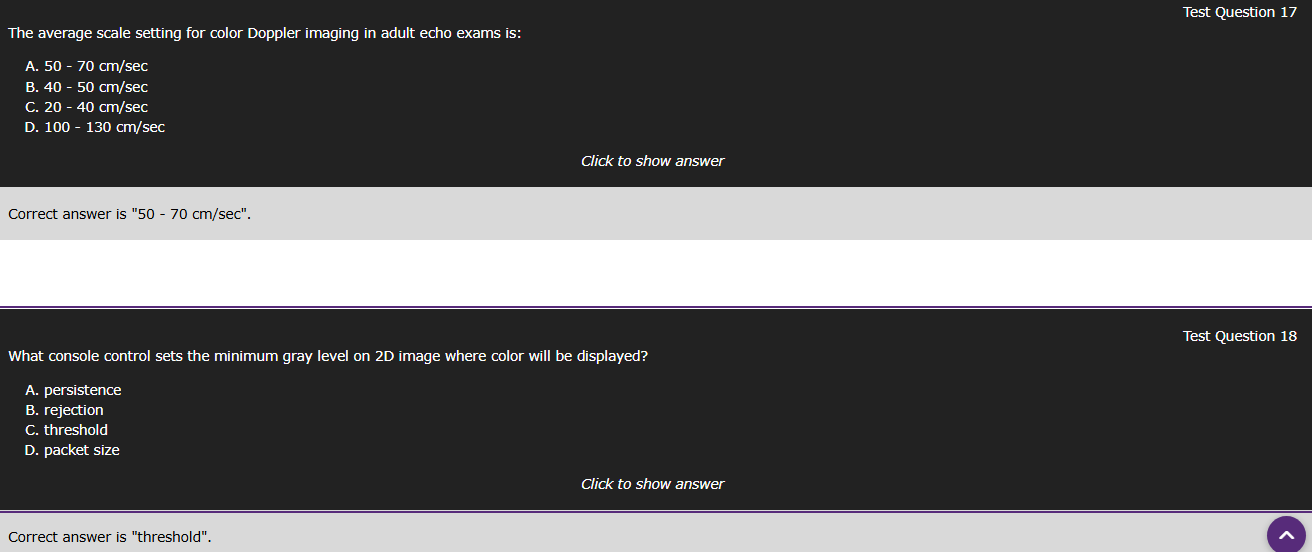 Test Question 17
The average scale setting for color Doppler imaging in adult echo exams is:
A. 50 - 70 cm/sec
B. 40 - 50 cm/sec
C. 20 - 40 cm/sec
D. 100 - 130 cm/sec
Click to show answer
Correct answer is "50 - 70 cm/sec".
Test Question 18
What console control sets the minimum gray level on 2D image where color will be displayed?
A. persistence
B. rejection
C. threshold
D. packet size
Click to show answer
Correct answer is "threshold".